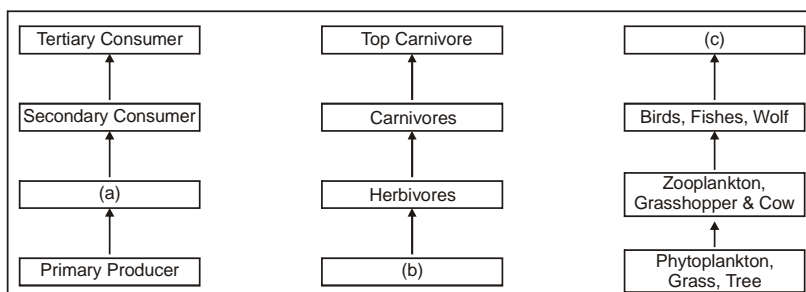 Tertiary Consumer
Top Carnivore
(c)
Secondary Consumer
Carnivores
Birds, Fishes, Wolf
(a)
Herbivores
Zooplankton,
Grasshopper & Cow
Primary Producer
(b)
Phytoplankton,
Grass, Tree